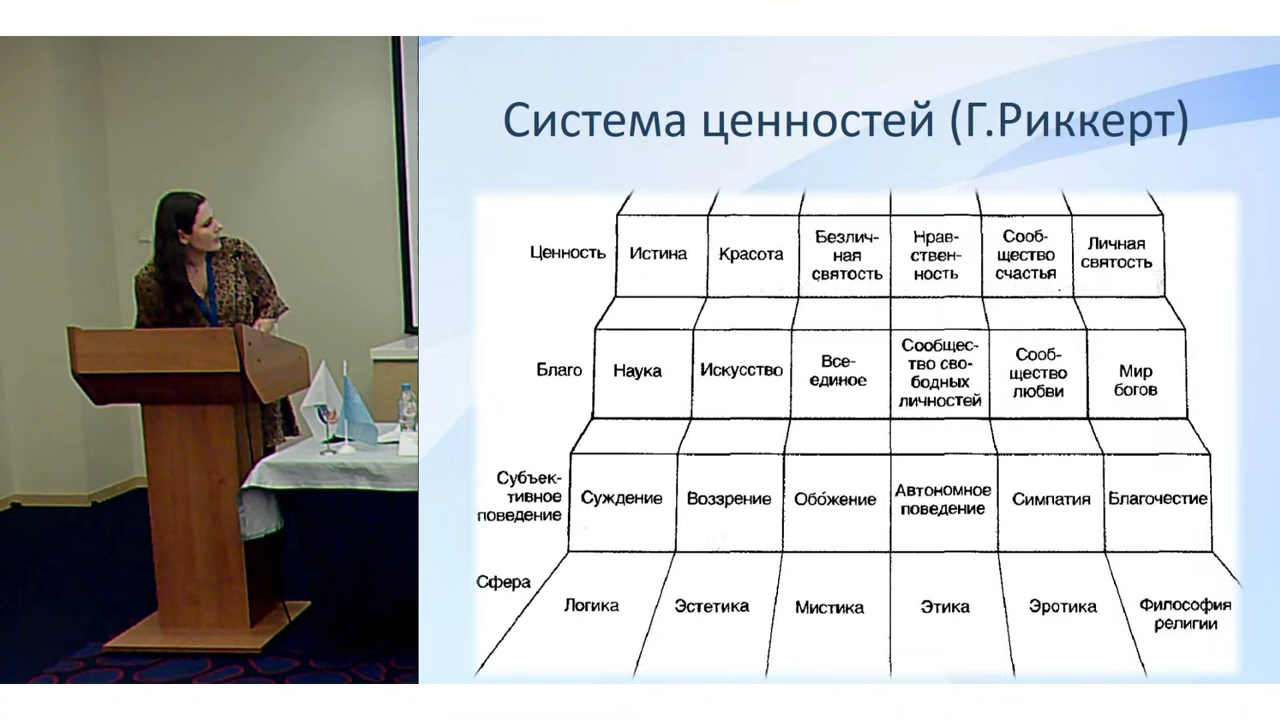 Система ценностей (Г.Риккерт)
Ценность
Истина
Красота
Безлич-
ная
святость
Нрав-
ствен-
ность
Сооб-
щество
счастья
Личная
святость
Благо
Наука
Искусство
Все-
единое
Сообщес-
тво сво-
бодных
личностей
Сооб-
щество
любви
Мир
богов
Субъек-
тивное
поведение
Суждение
Воззрение
Обо́жение
Автономное
поведение
Симпатия
Благочестие
Сфера
Логика
Эстетика
Мистика
Этика
Эротика
Философия
религии